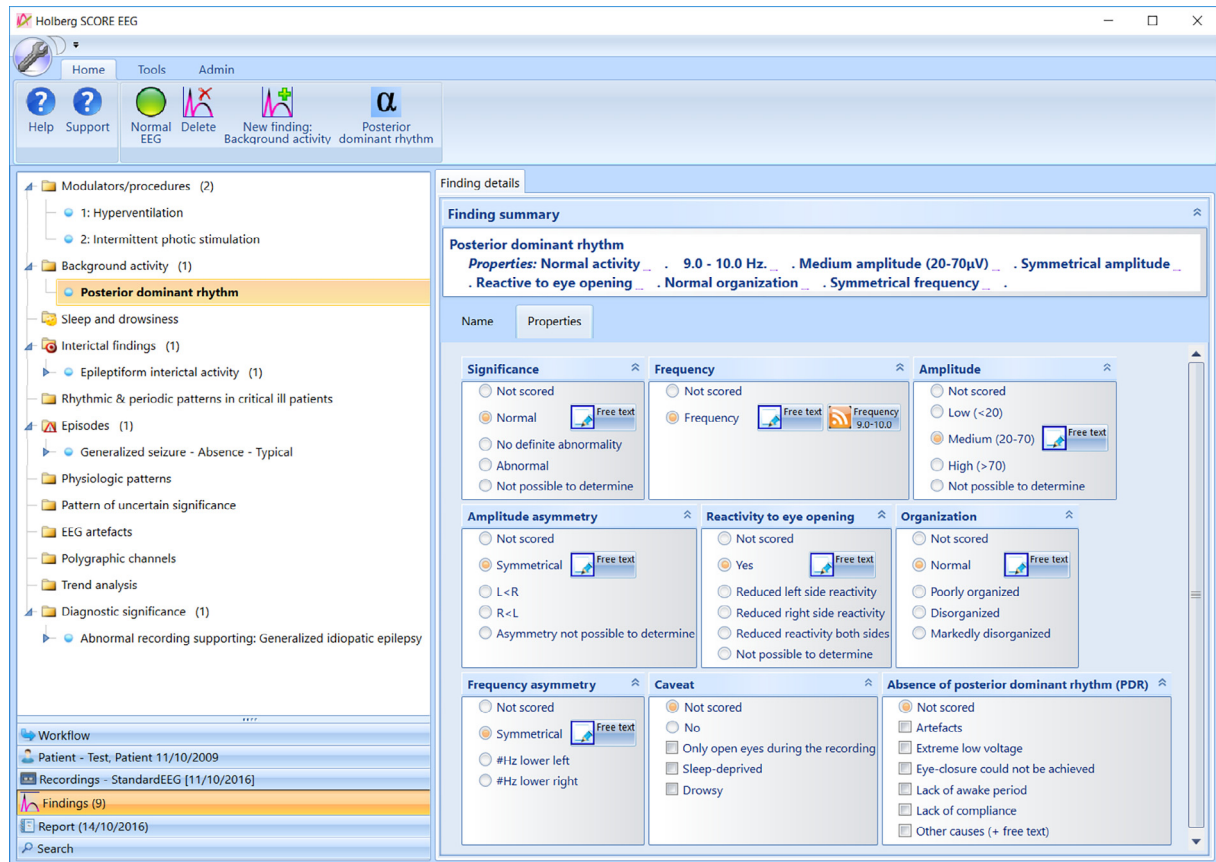 Holberg SCORE EEG
Home Tools Admin
Help Support Normal EEG Delete New finding: Background activity Posterior dominant rhythm
α
Modulators/procedures (2)
1: Hyperventilation
2: Intermittent photic stimulation
Background activity (1)
Posterior dominant rhythm
Sleep and drowsiness
Interictal findings (1)
Epileptiform interictal activity (1)
Rhythmic & periodic patterns in critical ill patients
Episodes (1)
Generalized seizure - Absence - Typical
Physiologic patterns
Pattern of uncertain significance
EEG artefacts
Polygraphic channels
Trend analysis
Diagnostic significance (1)
Abnormal recording supporting: Generalized idiopatic epilepsy
Workflow
Patient - Test, Patient 11/10/2009
Recordings - StandardEEG [11/10/2016]
Findings (9)
Report (14/10/2016)
Search
Finding details
Finding summary
Posterior dominant rhythm
Properties: Normal activity __ . 9.0 - 10.0 Hz. __ . Medium amplitude (20-70µV) __ . Symmetrical amplitude __
. Reactive to eye opening __ . Normal organization __ . Symmetrical frequency __ .
Name Properties
Significance
Not scored
Normal Free text
No definite abnormality
Abnormal
Not possible to determine
Frequency
Not scored
Frequency Free text Frequency 9.0-10.0
Amplitude
Not scored
Low (<20)
Medium (20-70) Free text
High (>70)
Not possible to determine
Amplitude asymmetry
Not scored
Symmetrical Free text
L<R
R<L
Asymmetry not possible to determine
Reactivity to eye opening
Not scored
Yes Free text
Reduced left side reactivity
Reduced right side reactivity
Reduced reactivity both sides
Not possible to determine
Organization
Not scored
Normal Free text
Poorly organized
Disorganized
Markedly disorganized
Frequency asymmetry
Not scored
Symmetrical Free text
#Hz lower left
#Hz lower right
Caveat
Not scored
No
Only open eyes during the recording
Sleep-deprived
Drowsy
Absence of posterior dominant rhythm (PDR)
Not scored
Artefacts
Extreme low voltage
Eye-closure could not be achieved
Lack of awake period
Lack of compliance
Other causes (+ free text)